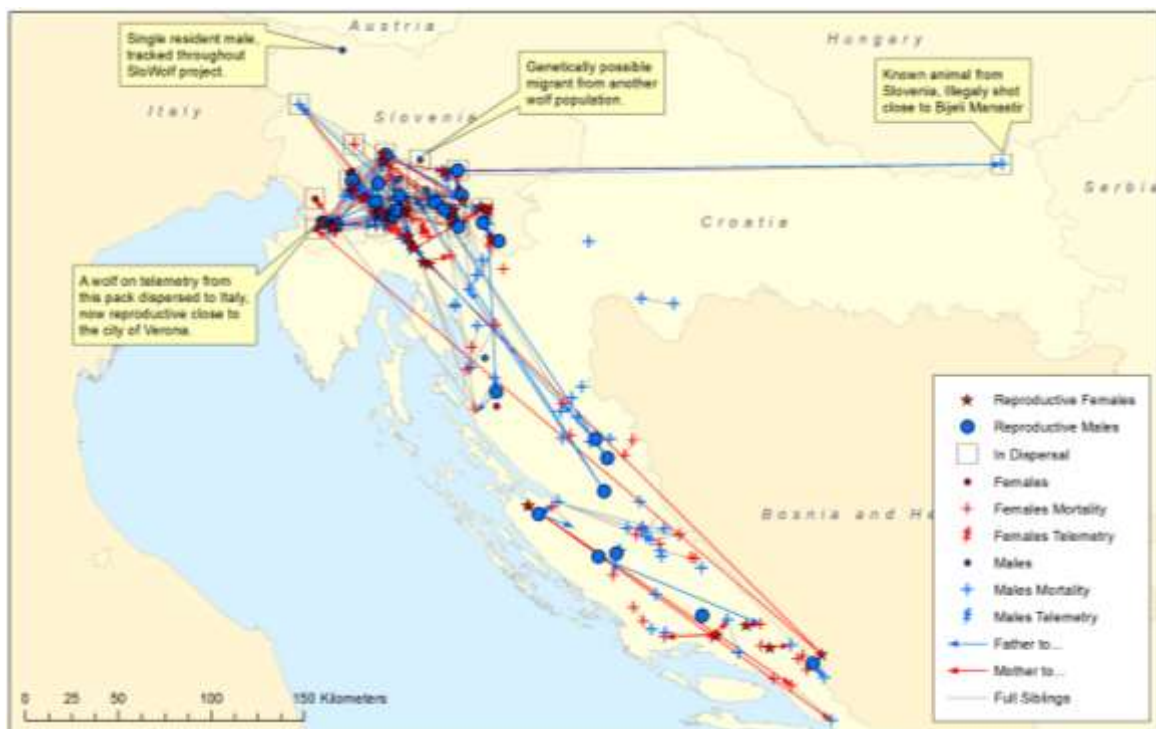 Austria
Hungary
Single resident male,
tracked throughout
SloWolf project.
Genetically possible
migrant from another
wolf population.
Known animal from
Slovenia, Illegaly shot
close to Bijeli Manastir
Italy
Slovenia
Serbia
Croatia
A wolf on telemetry from
this pack dispersed to Italy,
now reproductive close to
the city of Verona.
Bosnia and He
Reproductive Females
Reproductive Males
In Dispersal
Females
Females Mortality
Females Telemetry
Males
Males Mortality
Males Telemetry
Father to...
Mother to...
Full Siblings
0 25 50 100 150 Kilometers